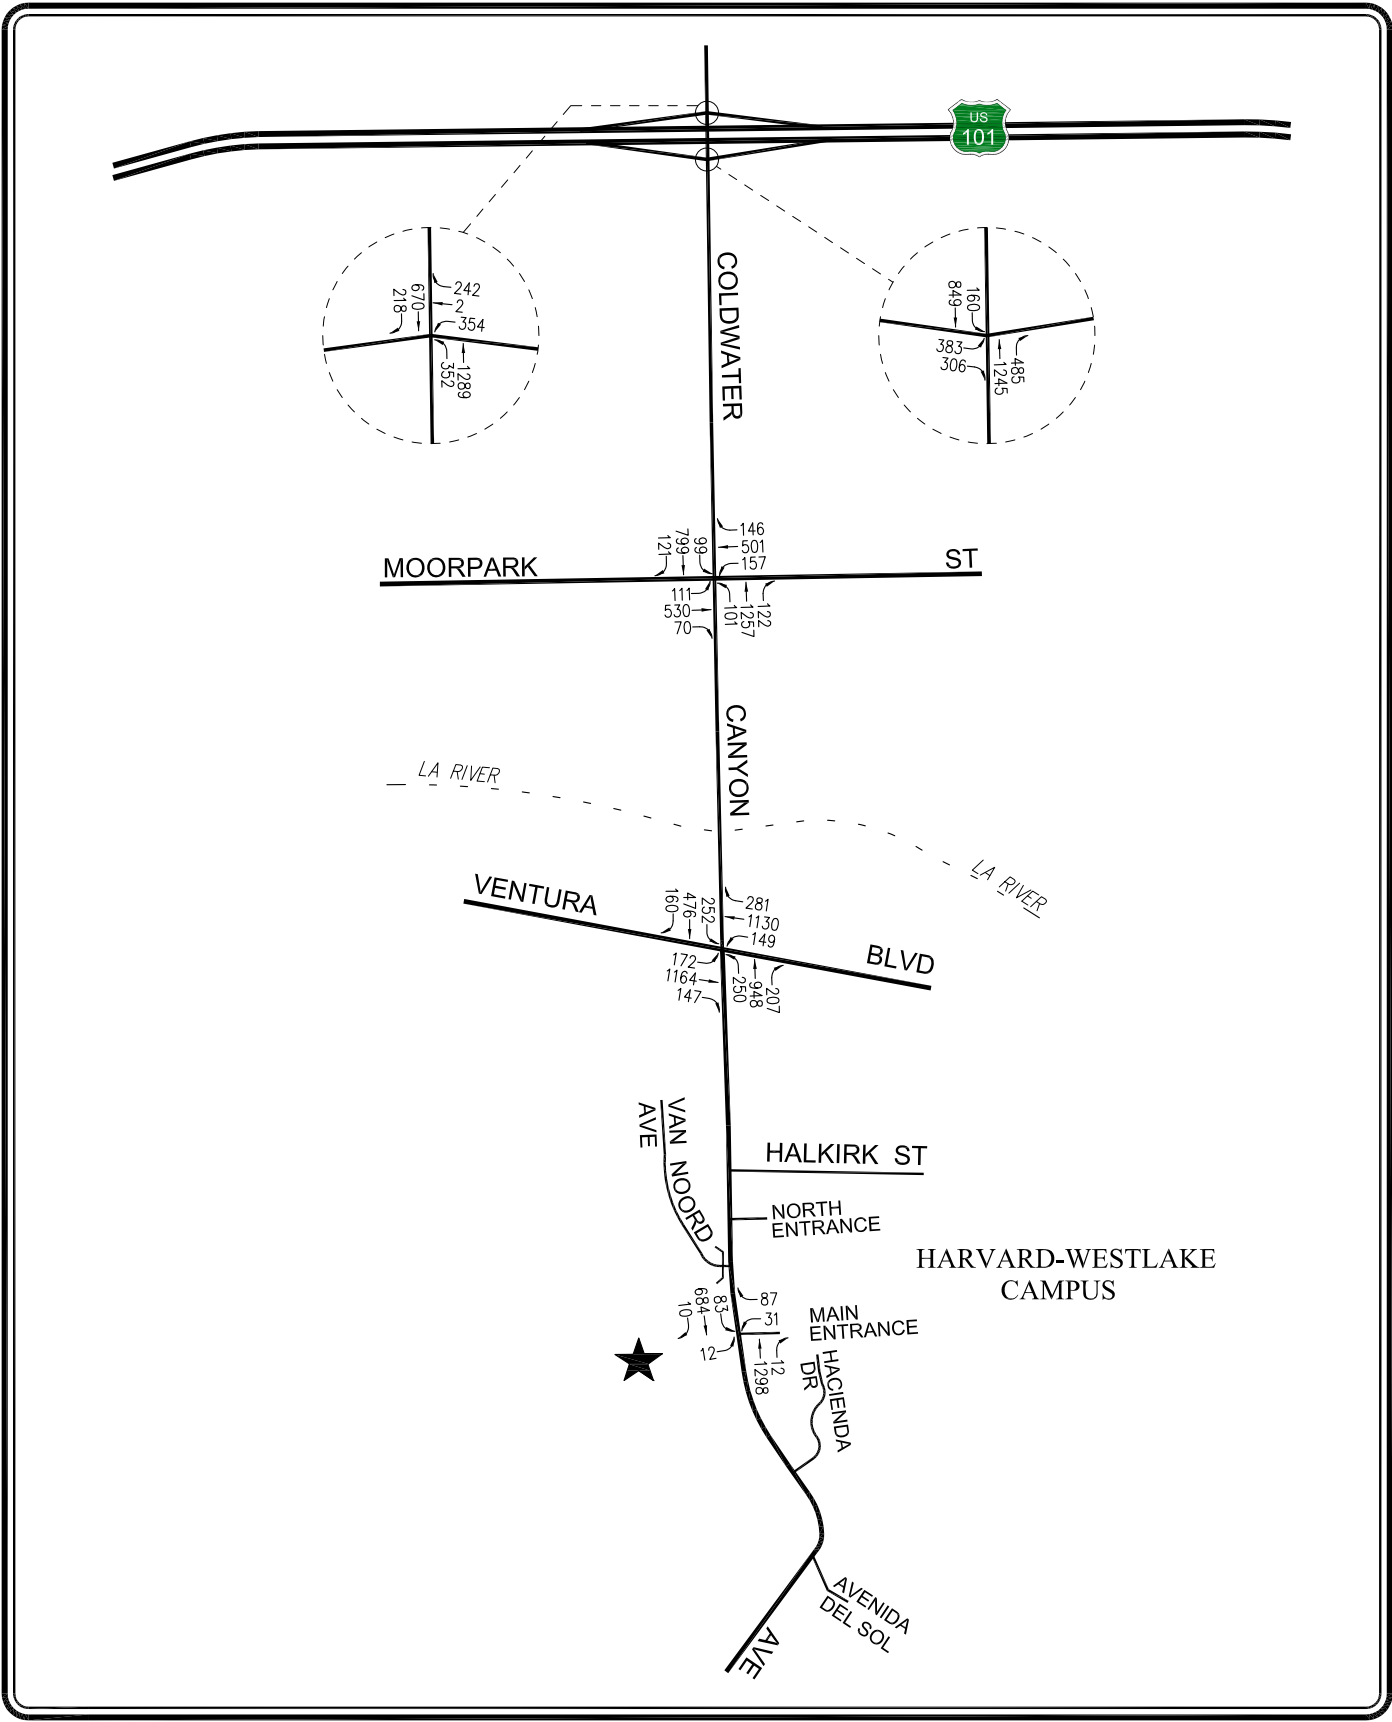 US
101
COLDWATER
242
2
354
670
218
1289
352
160
849
383
306
485
1245
MOORPARK ST
146
501
157
99
799
121
111
530
70
122
1257
101
CANYON
LA RIVER
LA RIVER
VENTURA BLVD
281
1130
149
252
476
160
172
1164
147
207
948
250
VAN NOORD
AVE
HALKIRK ST
NORTH
ENTRANCE
HARVARD-WESTLAKE
CAMPUS
87
31
83
684
10
12
12
1298
MAIN
ENTRANCE
HACIENDA
DR
AVENIDA
DEL SOL
AVE